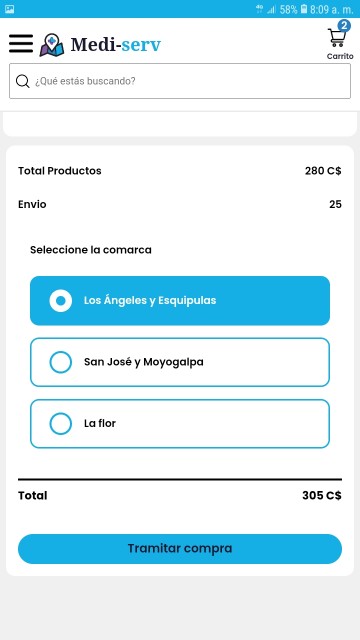 58% 8:09 a. m.
Medi-serv
2
Carrito
¿Qué estás buscando?
Total Productos 280 C$
Envio 25
Seleccione la comarca
Los Ángeles y Esquipulas
San José y Moyogalpa
La flor
Total 305 C$
Tramitar compra